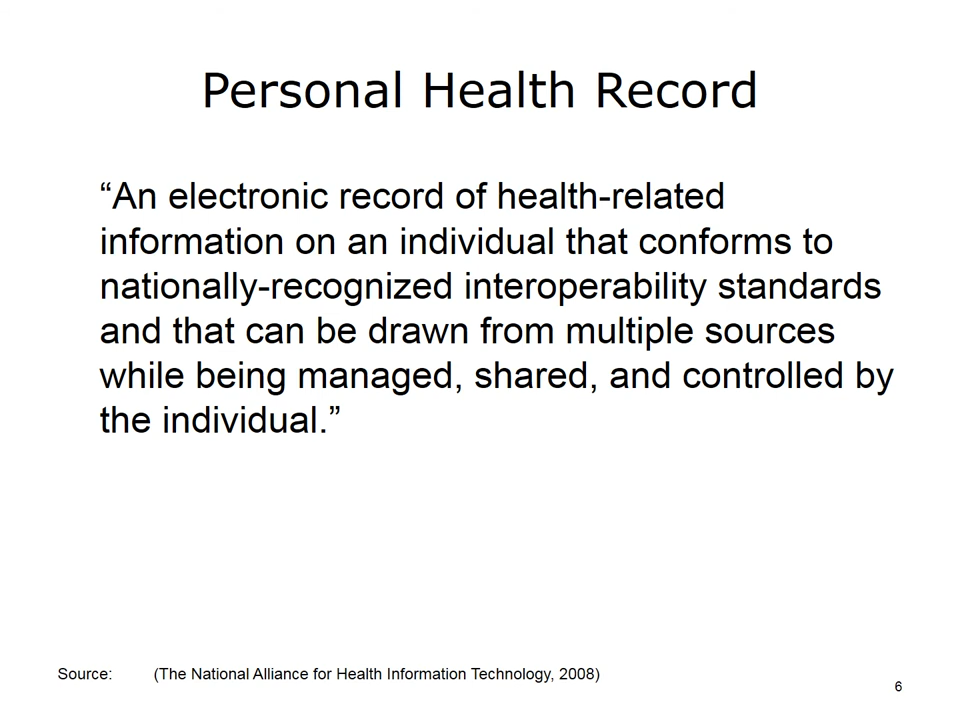 Personal Health Record
“An electronic record of health-related
information on an individual that conforms to
nationally-recognized interoperability standards
and that can be drawn from multiple sources
while being managed, shared, and controlled by
the individual.”
Source: (The National Alliance for Health Information Technology, 2008)
6